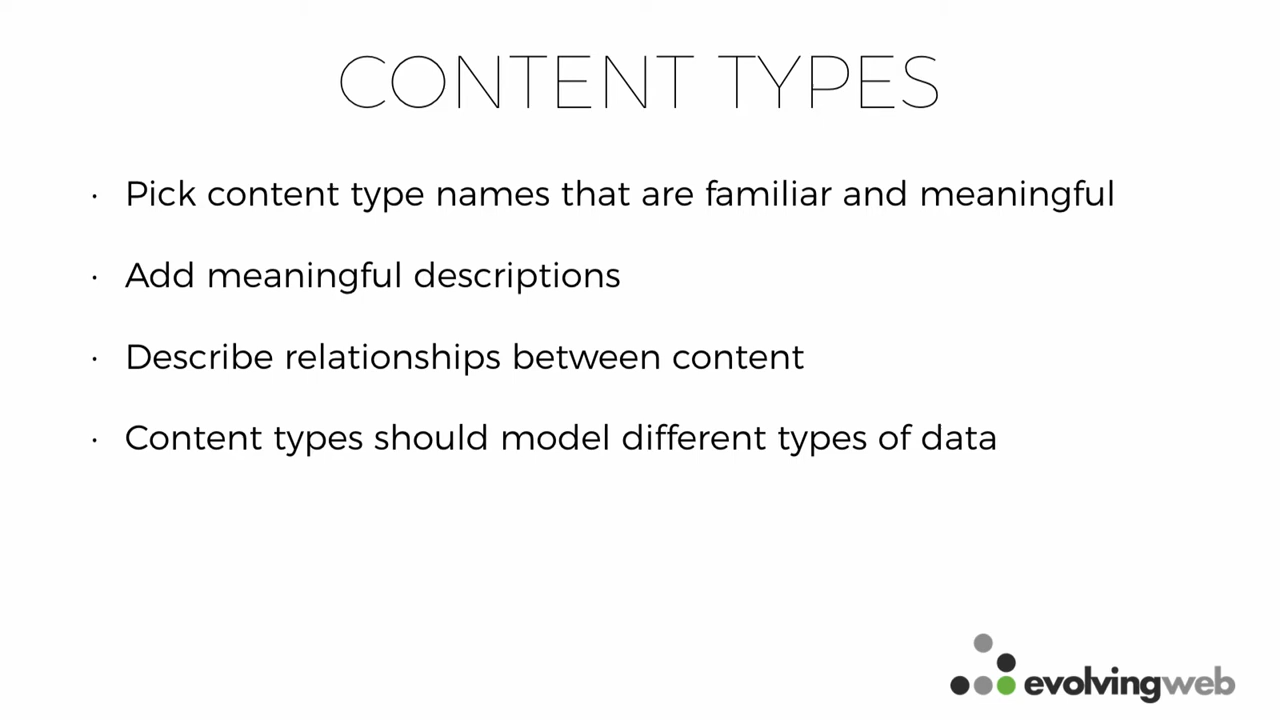 CONTENT TYPES
· Pick content type names that are familiar and meaningful
· Add meaningful descriptions
· Describe relationships between content
· Content types should model different types of data
evolvingweb